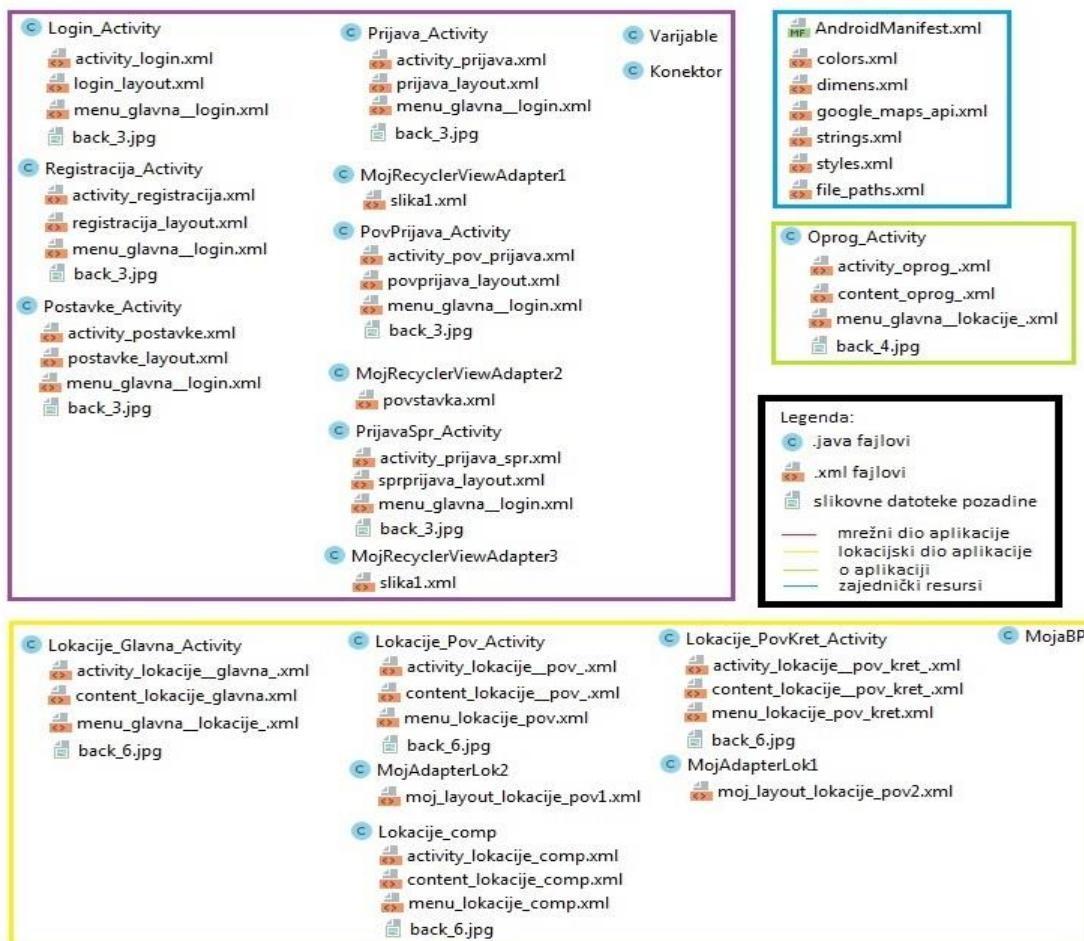 Login_Activity
activity_login.xml
login_layout.xml
menu_glavna__login.xml
back_3.jpg
Registracija_Activity
activity_registracija.xml
registracija_layout.xml
menu_glavna__login.xml
back_3.jpg
Postavke_Activity
activity_postavke.xml
postavke_layout.xml
menu_glavna__login.xml
back_3.jpg
Prijava_Activity
activity_prijava.xml
prijava_layout.xml
menu_glavna__login.xml
back_3.jpg
MojRecyclerViewAdapter1
slika1.xml
PovPrijava_Activity
activity_pov_prijava.xml
povprijava_layout.xml
menu_glavna__login.xml
back_3.jpg
MojRecyclerViewAdapter2
povstavka.xml
PrijavaSpr_Activity
activity_prijava_spr.xml
sprprijava_layout.xml
menu_glavna__login.xml
back_3.jpg
MojRecyclerViewAdapter3
slika1.xml
Varijable
Konektor
AndroidManifest.xml
colors.xml
dimens.xml
google_maps_api.xml
strings.xml
styles.xml
file_paths.xml
Oprog_Activity
activity_oprog_.xml
content_oprog_.xml
menu_glavna__lokacije_.xml
back_4.jpg
Legenda:
.java fajlovi
.xml fajlovi
slikovne datoteke pozadine
mrežni dio aplikacije
lokacijski dio aplikacije
o aplikaciji
zajednički resursi
Lokacije_Glavna_Activity
activity_lokacije__glavna_.xml
content_lokacije_glavna.xml
menu_glavna__lokacije_.xml
back_6.jpg
Lokacije_Pov_Activity
activity_lokacije__pov_.xml
content_lokacije__pov_.xml
menu_lokacije_pov.xml
back_6.jpg
MojAdapterLok2
moj_layout_lokacije_pov1.xml
Lokacije_comp
activity_lokacije_comp.xml
content_lokacije_comp.xml
menu_lokacije_comp.xml
back_6.jpg
Lokacije_PovKret_Activity
activity_lokacije__pov_kret_.xml
content_lokacije__pov_kret_.xml
menu_lokacije_pov_kret.xml
back_6.jpg
MojAdapterLok1
moj_layout_lokacije_pov2.xml
MojaBP